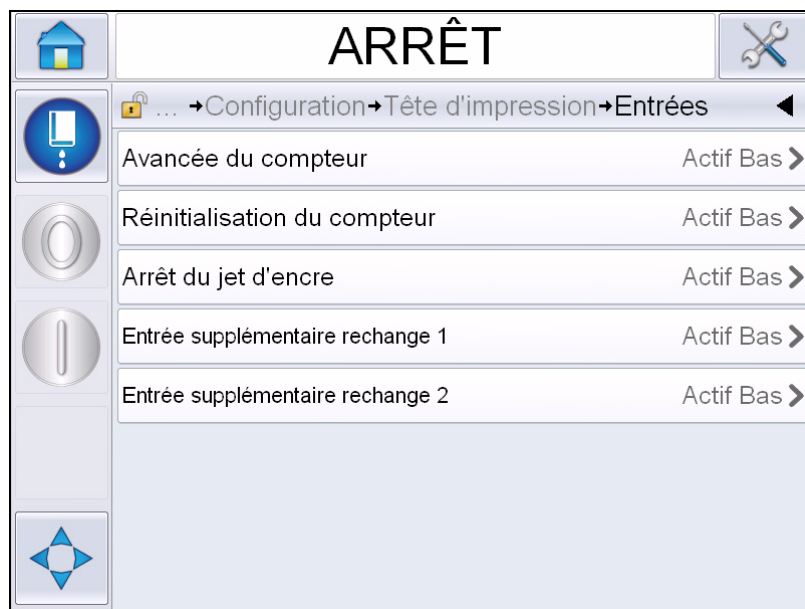 ARRÊT
... →Configuration→Tête d'impression→Entrées
Avancée du compteur Actif Bas
Réinitialisation du compteur Actif Bas
Arrêt du jet d'encre Actif Bas
Entrée supplémentaire rechange 1 Actif Bas
Entrée supplémentaire rechange 2 Actif Bas